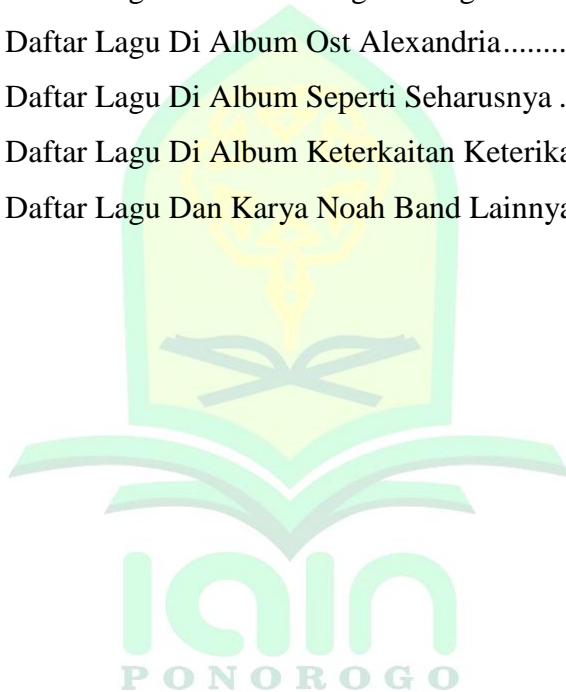 Daftar Lagu Di Album Ost Alexandria........
Daftar Lagu Di Album Seperti Seharusnya .
Daftar Lagu Di Album Keterkaitan
Daftar Lagu Dan Karya Noah Band Lainnya
iain
PONOROGO